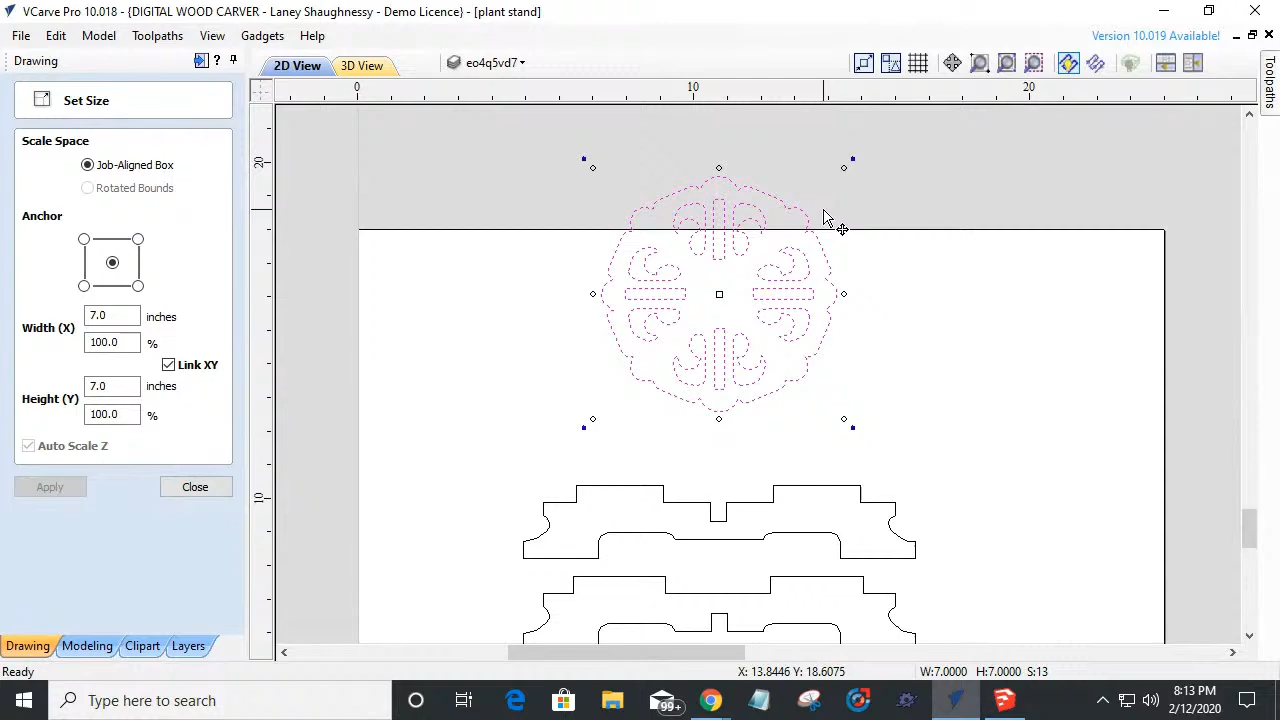 VCarve Pro 10.018 - {DIGITAL WOOD CARVER - Laney Shaughnessy - Demo Licence} - [plant stand]
File Edit Model Toolpaths View Gadgets Help
Version 10.019 Available!
Drawing
2D View 3D View
eo4q5vd7
Toolpaths
Set Size
0 10 20
Scale Space
Job-Aligned Box
Rotated Bounds
20
Anchor
Width (X) 7.0 inches
100.0 %
Link XY
Height (Y) 7.0 inches
100.0 %
Auto Scale Z
Apply Close
10
Drawing Modeling Clipart Layers
Ready
X: 13.8446 Y: 18.6075
W:7.0000 H:7.0000 S:13
Type here to search
99+
8:13 PM
2/12/2020